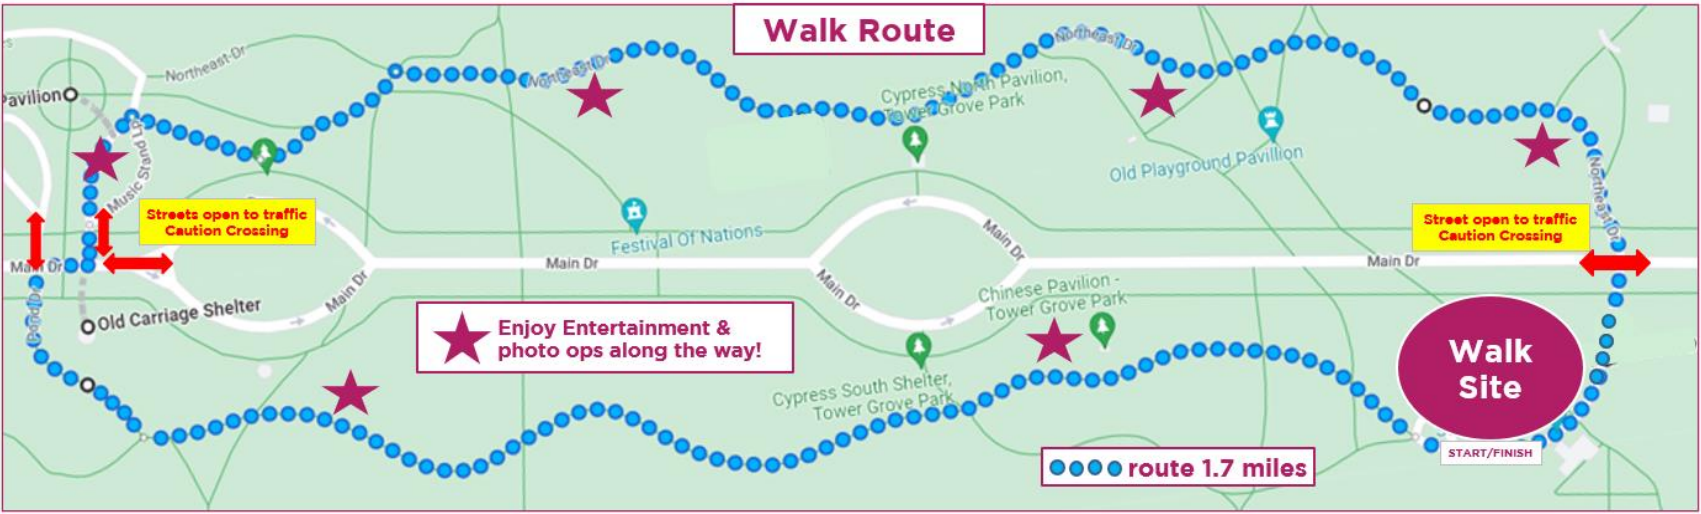 Walk Route
Northeast Dr
Northeast Dr
Northeast Dr
Pavilion
Cypress North Pavilion,
Tower Grove Park
Music Stand
Old Playground Pavillion
Northeast Dr
Streets open to traffic
Caution Crossing
Street open to traffic
Caution Crossing
Festival Of Nations
Main Dr
Main Dr
Main Dr
Main Dr
Main Dr
Main Dr
Chinese Pavilion -
Tower Grove Park
Old Carriage Shelter
Enjoy Entertainment &
photo ops along the way!
Walk
Site
Cypress South Shelter,
Tower Grove Park
START/FINISH
route 1.7 miles